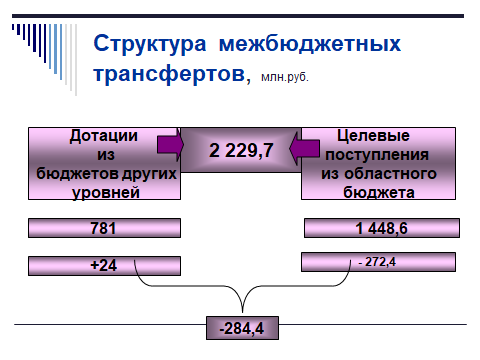 Структура межбюджетных
трансфертов, млн.руб.
Дотации
из
бюджетов других
уровней
2 229,7
Целевые
поступления
из областного
бюджета
781
1 448,6
+24
- 272,4
-284,4